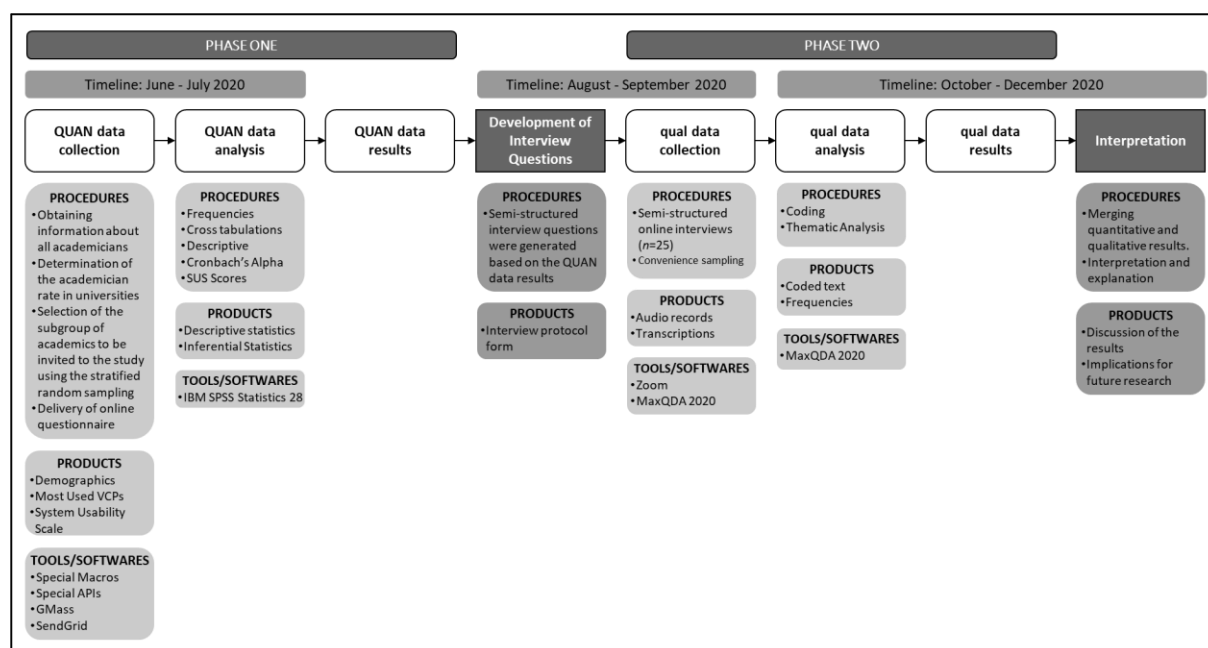 PHASE ONE
PHASE TWO
Timeline: June - July 2020
Timeline: August - September 2020
Timeline: October - December 2020
QUAN data
collection
QUAN data
analysis
QUAN data
results
Development of
Interview
Questions
qual data
collection
qual data
analysis
qual data
results
Interpretation
PROCEDURES
•Obtaining
information about
all academicians
•Determination of
the academician
rate in universities
•Selection of the
subgroup of
academics to be
invited to the study
using the stratified
random sampling
•Delivery of online
questionnaire
PRODUCTS
•Demographics
•Most Used VCPs
•System Usability
Scale
TOOLS/SOFTWARES
•Special Macros
•Special APIs
•GMass
•SendGrid
PROCEDURES
•Frequencies
•Cross tabulations
•Descriptive
•Cronbach's Alpha
•SUS Scores
PRODUCTS
•Descriptive statistics
•Inferential Statistics
TOOLS/SOFTWARES
•IBM SPSS Statistics 28
PROCEDURES
•Semi-structured
interview questions
were generated
based on the QUAN
data results
PRODUCTS
•Interview protocol
form
PROCEDURES
•Semi-structured
online interviews
(n=25)
•Convenience sampling
PRODUCTS
•Audio records
•Transcriptions
TOOLS/SOFTWARES
•Zoom
•MaxQDA 2020
PROCEDURES
•Coding
•Thematic Analysis
PRODUCTS
•Coded text
•Frequencies
TOOLS/SOFTWARES
•MaxQDA 2020
PROCEDURES
•Merging
quantitative and
qualitative results.
•Interpretation and
explanation
PRODUCTS
•Discussion of the
results
•Implications for
future research